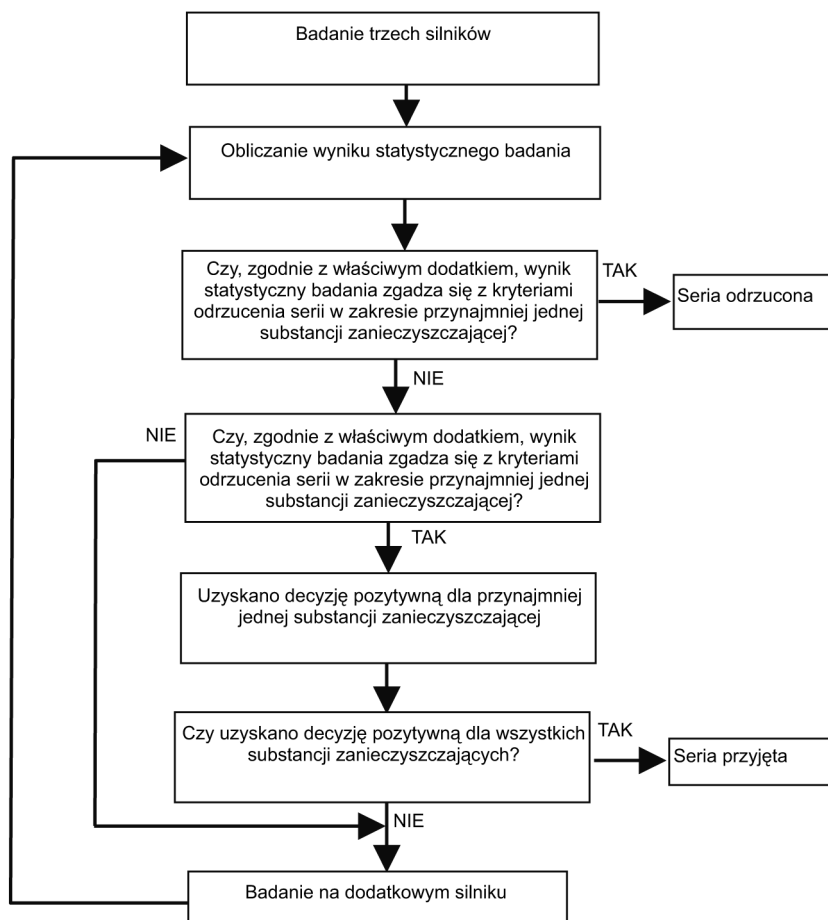 Badanie trzech silników
Obliczanie wyniku statystycznego badania
Czy, zgodnie z właściwym dodatkiem, wynik
statystyczny badania zgadza się z kryteriami
odrzucenia serii w zakresie przynajmniej jednej
substancji zanieczyszczającej?
TAK
Seria odrzucona
NIE
NIE
Czy, zgodnie z właściwym dodatkiem, wynik
statystyczny badania zgadza się z kryteriami
odrzucenia serii w zakresie przynajmniej jednej
substancji zanieczyszczającej?
TAK
Uzyskano decyzję pozytywną dla przynajmniej
jednej substancji zanieczyszczającej
Czy uzyskano decyzję pozytywną dla wszystkich
substancji zanieczyszczających?
TAK
Seria przyjęta
NIE
Badanie na dodatkowym silniku